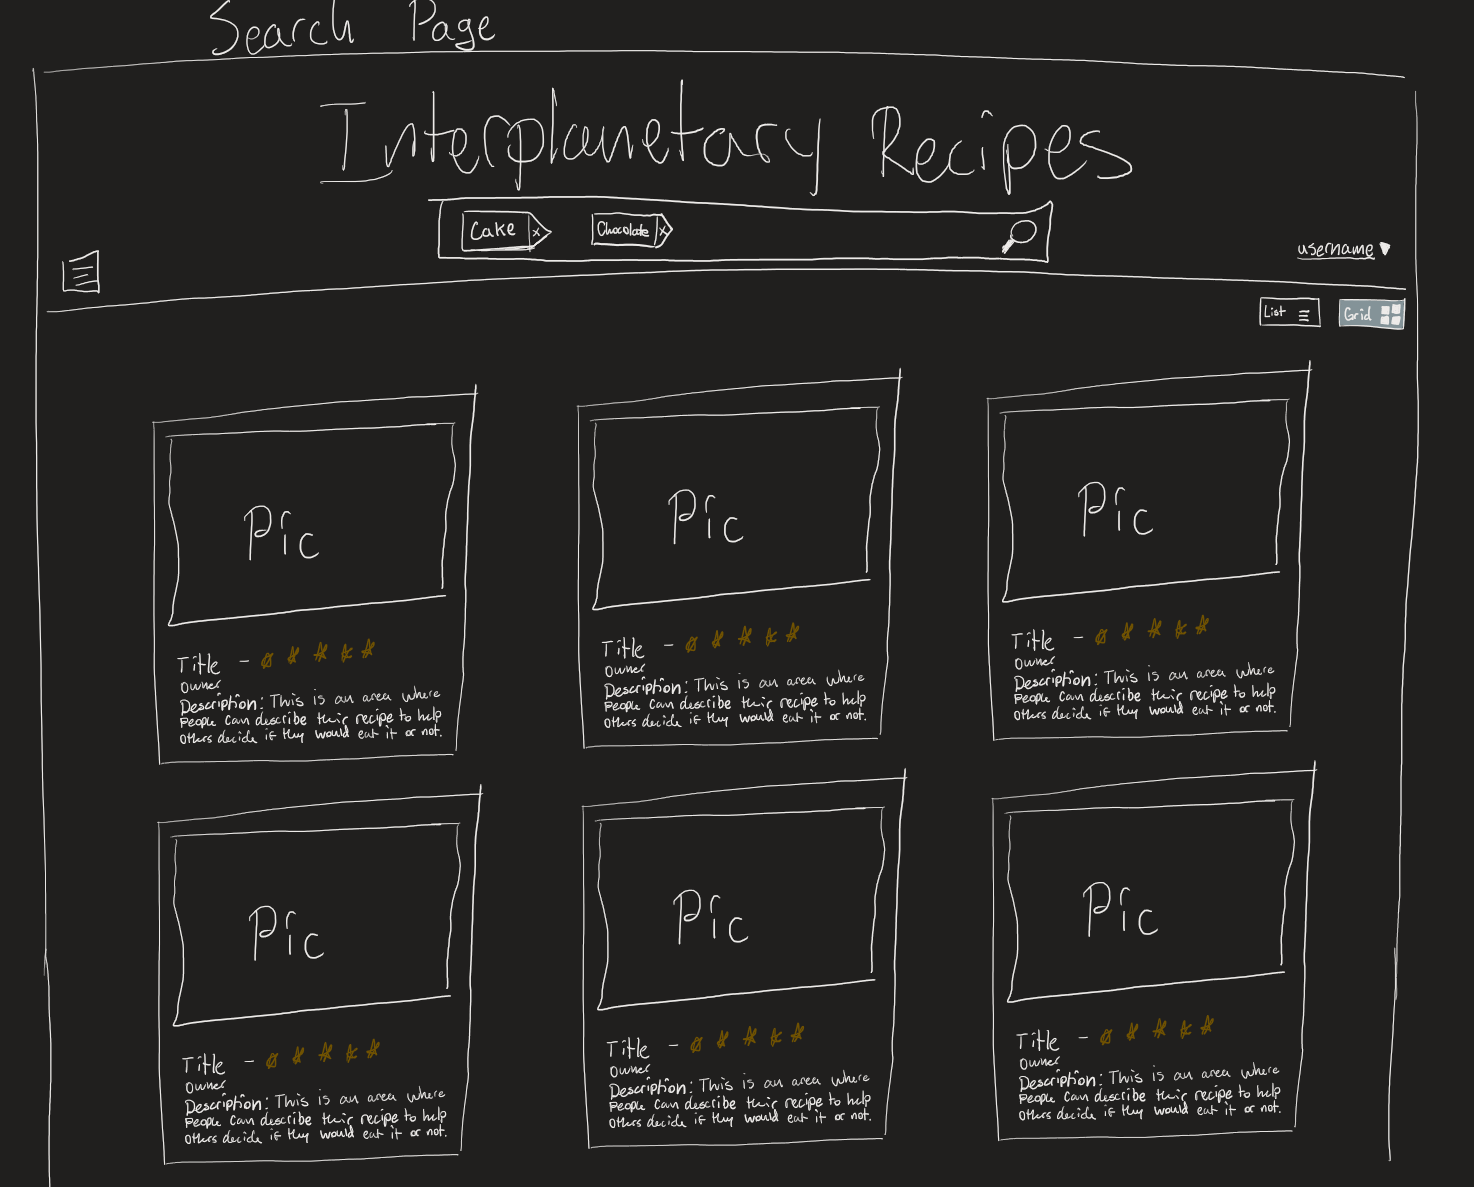 Search Page
Interplanetary Recipes
Cake x Chocolate x
username
List Grid
Pic
Title -
Owner
Description: This is an area where
People can describe their recipe to help
Others decide if they would eat it or not.
Pic
Title -
Owner
Description: This is an area where
People can describe their recipe to help
Others decide if they would eat it or not.
Pic
Title -
Owner
Description: This is an area where
People can describe their recipe to help
Others decide if they would eat it or not.
Pic
Title -
Owner
Description: This is an area where
People can describe their recipe to help
Others decide if they would eat it or not.
Pic
Title -
Owner
Description: This is an area where
People can describe their recipe to help
Others decide if they would eat it or not.
Pic
Title -
Owner
Description: This is an area where
People can describe their recipe to help
Others decide if they would eat it or not.